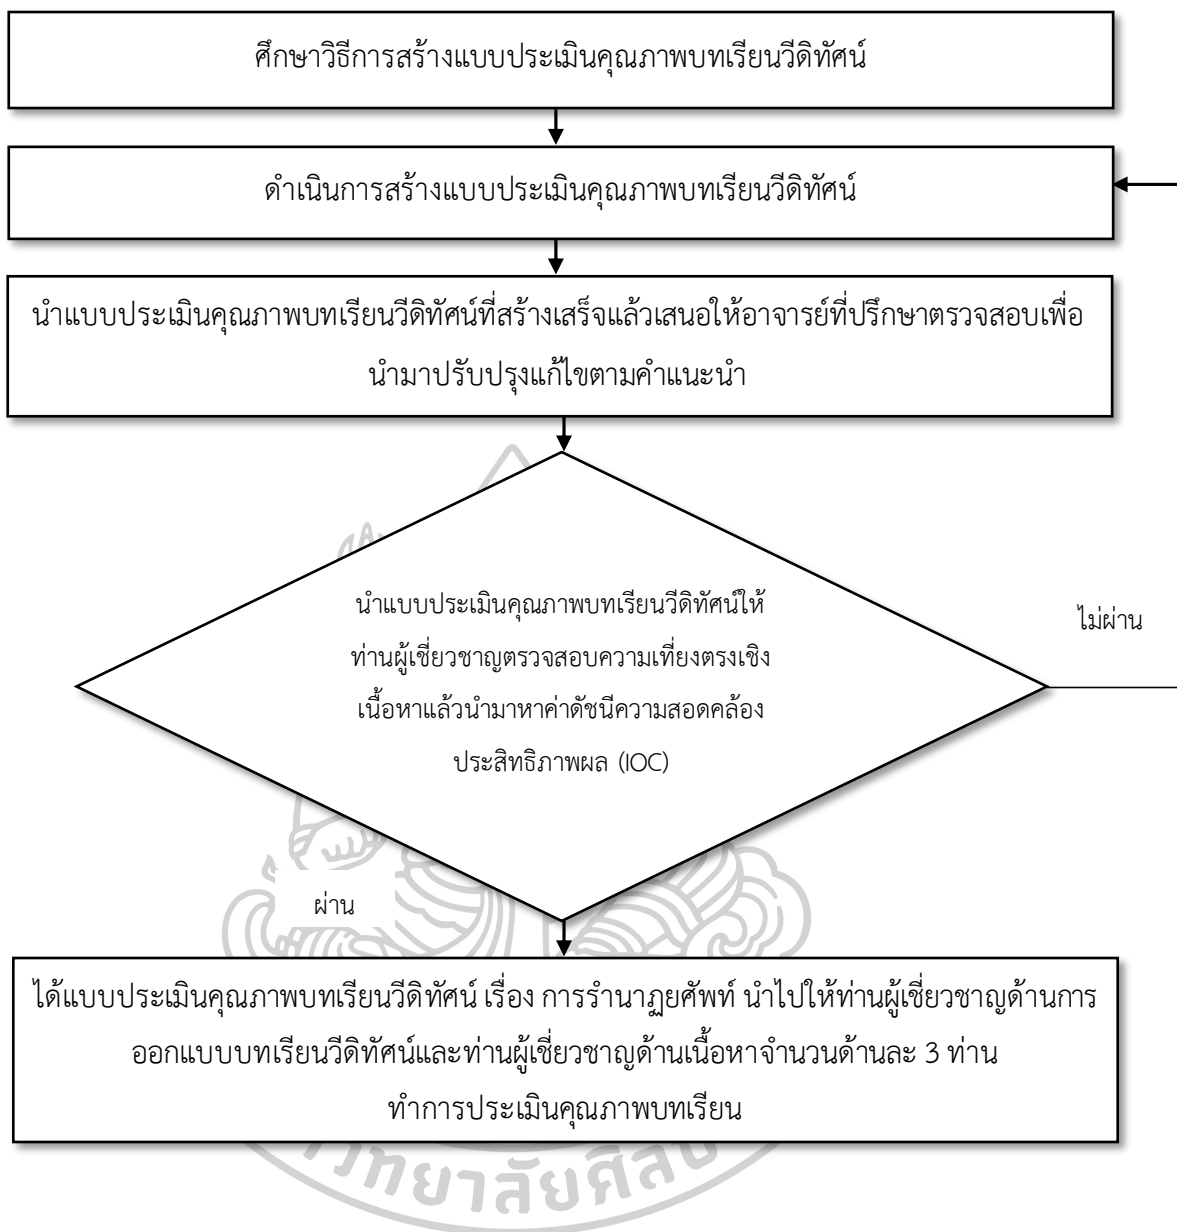 ศึกษาวิธีการสร้างแบบประเมินคุณภาพบทเรียนวีดิทัศน์
ดำเนินการสร้างแบบประเมินคุณภาพบทเรียนวีดิทัศน์
นำแบบประเมินคุณภาพบทเรียนวีดิทัศน์ที่สร้างเสร็จแล้วเสนอให้อาจารย์ที่ปรึกษาตรวจสอบเพื่อ
นำมาปรับปรุงแก้ไขตามคำแนะนำ
นำแบบประเมินคุณภาพบทเรียนวีดิทัศน์ให้
ท่านผู้เชี่ยวชาญตรวจสอบความเที่ยงตรงเชิง
เนื้อหาแล้วนำมาหาค่าดัชนีความสอดคล้อง
ประสิทธิภาพผล (IOC)
ไม่ผ่าน
ผ่าน
ได้แบบประเมินคุณภาพบทเรียนวีดิทัศน์ เรื่อง การรำนาฏยศัพท์ นำไปให้ท่านผู้เชี่ยวชาญด้านการ
ออกแบบบทเรียนวีดิทัศน์และท่านผู้เชี่ยวชาญด้านเนื้อหาจำนวนด้านละ 3 ท่าน
ทำการประเมินคุณภาพบทเรียน